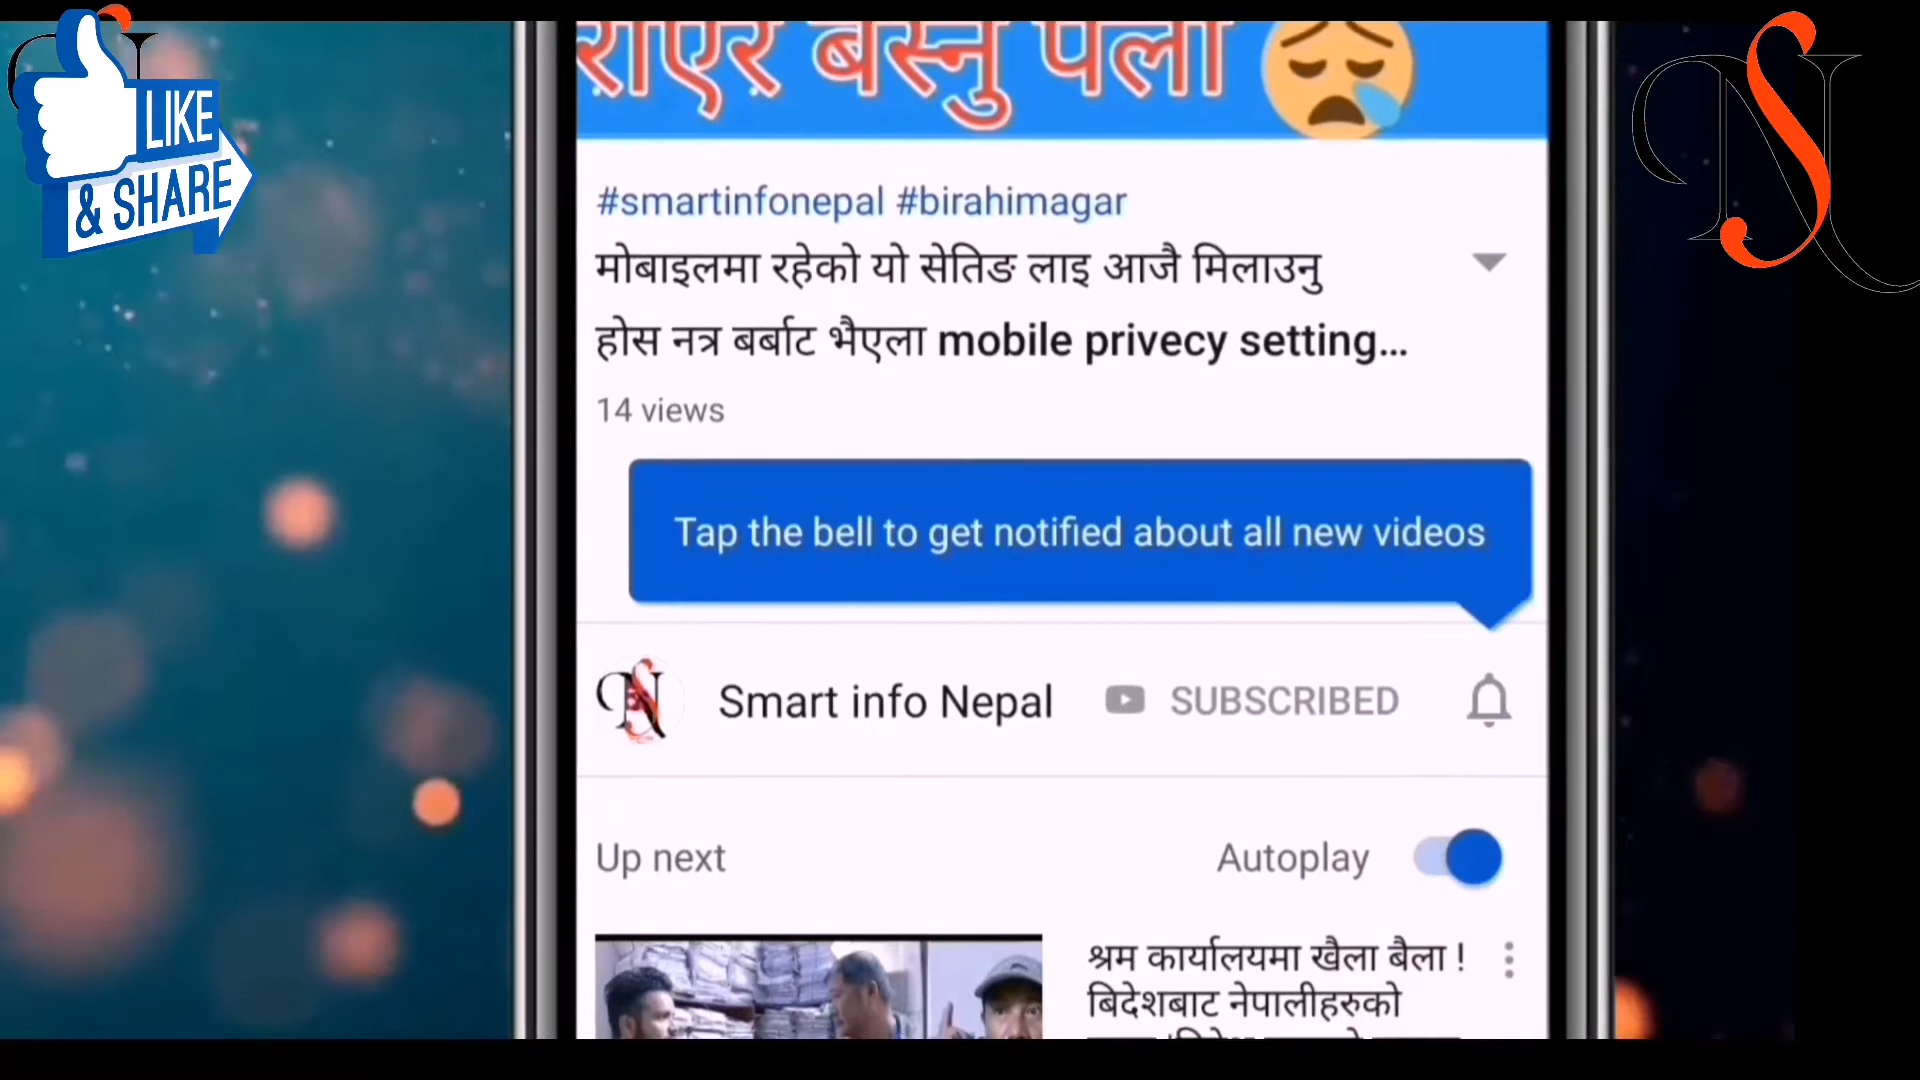 LIKE
& SHARE
बस्नु पर्ला
#smartinfonepal #birahimagar
मोबाइलमा रहेको यो सेतिङ लाइ आजै मिलाउनु
होस नत्र बर्बाट भैएला mobile privecy setting...
14 views
Tap the bell to get notified about all new videos
Smart info Nepal
SUBSCRIBED
Up next
Autoplay
श्रम कार्यालयमा खैला बैला !
बिदेशबाट नेपालीहरुको